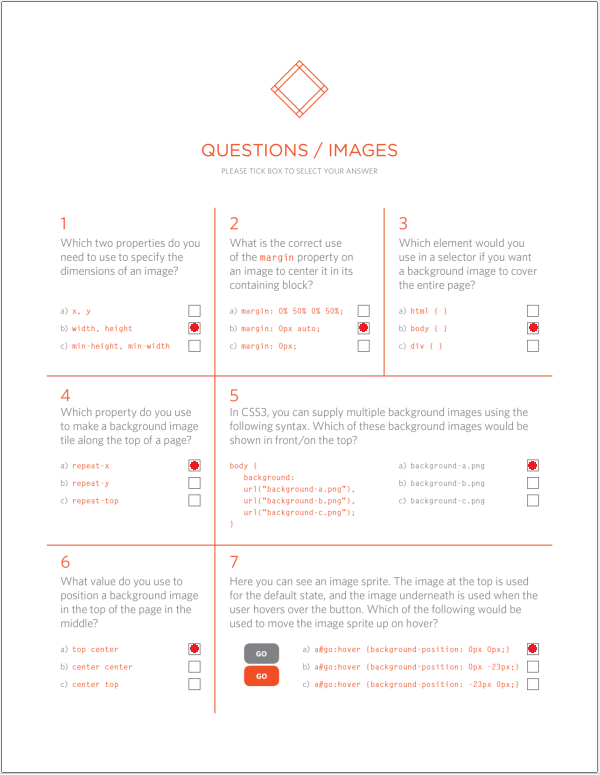 QUESTIONS / IMAGES
PLEASE TICK BOX TO SELECT YOUR ANSWER
1
Which two properties do you
need to use to specify the
dimensions of an image?
a) x, y
b) width, height
c) min-height, min-width
2
What is the correct use
of the margin property on
an image to center it in its
containing block?
a) margin: 0% 50% 0% 50%;
b) margin: 0px auto;
c) margin: 0px;
3
Which element would you
use in a selector if you want
a background image to cover
the entire page?
a) html { }
b) body { }
c) div { }
4
Which property do you use
to make a background image
tile along the top of a page?
a) repeat-x
b) repeat-y
c) repeat-top
5
In CSS3, you can supply multiple background images using the
following syntax. Which of these background images would be
shown in front/on the top?
body {
background:
url("background-a.png"),
url("background-b.png"),
url("background-c.png");
}
a) background-a.png
b) background-b.png
c) background-c.png
6
What value do you use to
position a background image
in the top of the page in the
middle?
a) top center
b) center center
c) center top
7
Here you can see an image sprite. The image at the top is used
for the default state, and the image underneath is used when the
user hovers over the button. Which of the following would be
used to move the image sprite up on hover?
GO
GO
a) a#go:hover {background-position: 0px 0px;}
b) a#go:hover {background-position: 0px -23px;}
c) a#go:hover {background-position: -23px 0px;}